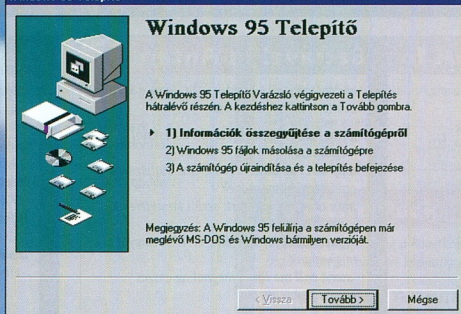 Windows 95 Telepítő
A Windows 95 Telepítő Varázsló végigvezeti a Telepítés
hátralévő részén. A kezdéshez kattintson a Tovább gombra.
1) Információk összegyűjtése a számítógépről
2) Windows 95 fájlok másolása a számítógépre
3) A számítógép újraindítása és a telepítés befejezése
Megjegyzés: A Windows 95 felülírja a számítógépen már
meglévő MS-DOS és Windows bármilyen verzióját.
< Vissza Tovább > Mégse